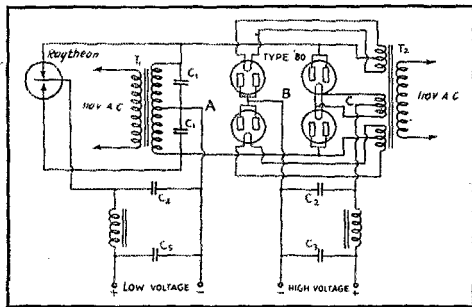 Raytheon
T₁
C₁
C₁
A
110V A C
TYPE '80
B
C
T₂
110V A C
C₄
C₅
C₂
C₃
+ LOW VOLTAGE -
- HIGH VOLTAGE +